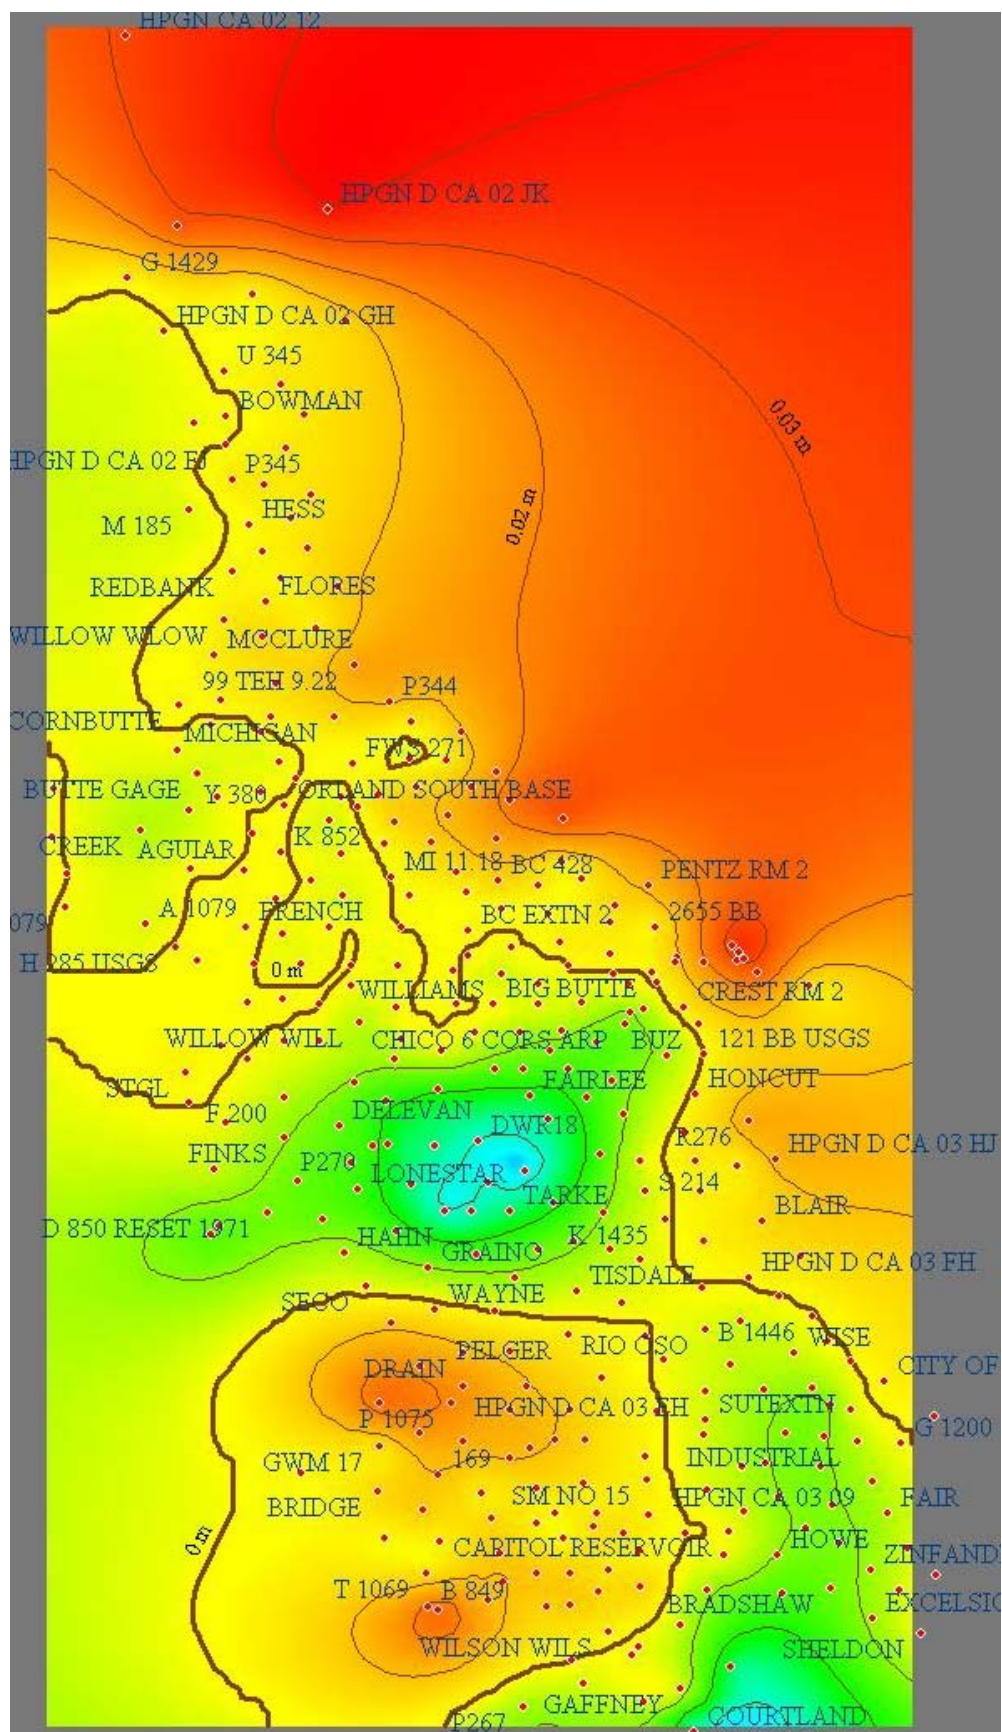 HPGN CA 02 12
HPGN D CA 02 JK
G 1429
HPGN D CA 02 GH
U 345
BOWMAN
0.03 m
HPGN D CA 02 EJ
P345
HESS
0.02 m
M 185
REDBANK
FLORES
WILLOW WLOW
MCCLURE
99 TEH 9.22
P344
CORNBUTTE
MICHIGAN
FWS 271
BUTTE GAGE
Y 380
ORLAND SOUTH BASE
K 852
CREEK
AGUIAR
MI 11.18
BC 428
PENTZ RM 2
079
A 1079
FRENCH
BC EXTN 2
2655 BB
H 285 USGS
0 m
WILLIAMS
BIG BUTTE
CREST RM 2
WILLOW WILL
CHICO 6 CORS ARP
BUZ
121 BB USGS
STGL
FAIRLEE
HONCUT
F 200
DELEVAN
DWR18
FINKS
P270
LONESTAR
R276
HPGN D CA 03 HJ
S 214
TARKE
BLAIR
D 850 RESET 1971
HAHN
GRAINO
K 1435
TISDALE
HPGN D CA 03 FH
SECO
WAYNE
B 1446
WISE
PELGER
RIO OSO
DRAIN
CITY OF
P 1075
HPGN D CA 03 EH
SUTEXTN
G 1200
GWM 17
169
INDUSTRIAL
BRIDGE
SM NO 15
HPGN CA 03 09
FAIR
0 m
CAPITOL RESERVOIR
HOWE
ZINFANDE
T 1069
B 849
BRADSHAW
EXCELSIO
WILSON WILS
SHELDON
GAFFNEY
P267
COURTLAND